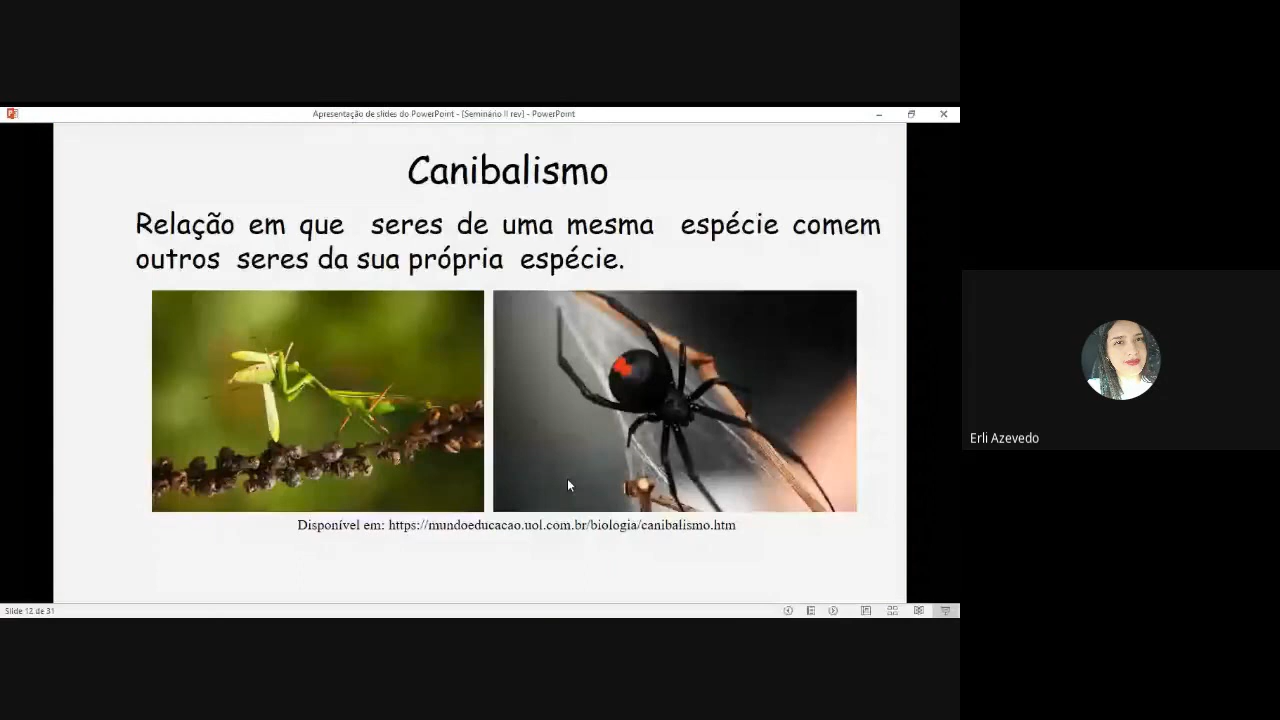 Apresentação de slides do PowerPoint - [Seminário II rev] - PowerPoint
Canibalismo
Relação em que seres de uma mesma espécie comem
outros seres da sua própria espécie.
Disponível em: https://mundoeducacao.uol.com.br/biologia/canibalismo.htm
Erli Azevedo
Slide 12 de 31